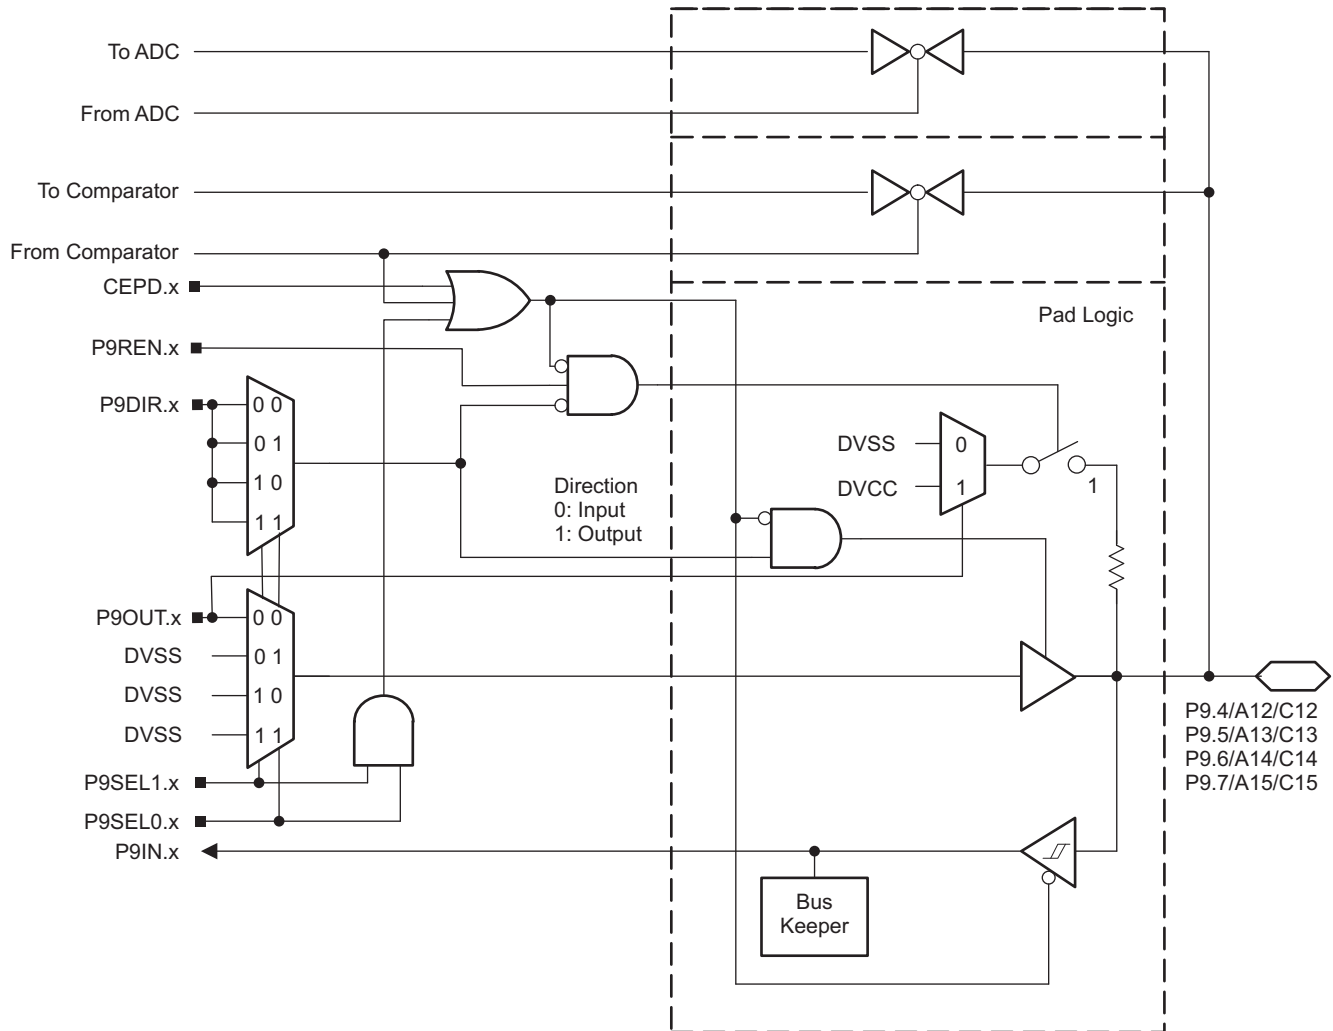 To ADC
From ADC
To Comparator
From Comparator
CEPD.x
Pad Logic
P9REN.x
P9DIR.x
0 0
0 1
1 0
1 1
Direction
0: Input
1: Output
DVSS
0
DVCC
1
1
P9OUT.x
0 0
DVSS
0 1
DVSS
1 0
DVSS
1 1
P9.4/A12/C12
P9.5/A13/C13
P9.6/A14/C14
P9.7/A15/C15
P9SEL1.x
P9SEL0.x
P9IN.x
Bus
Keeper